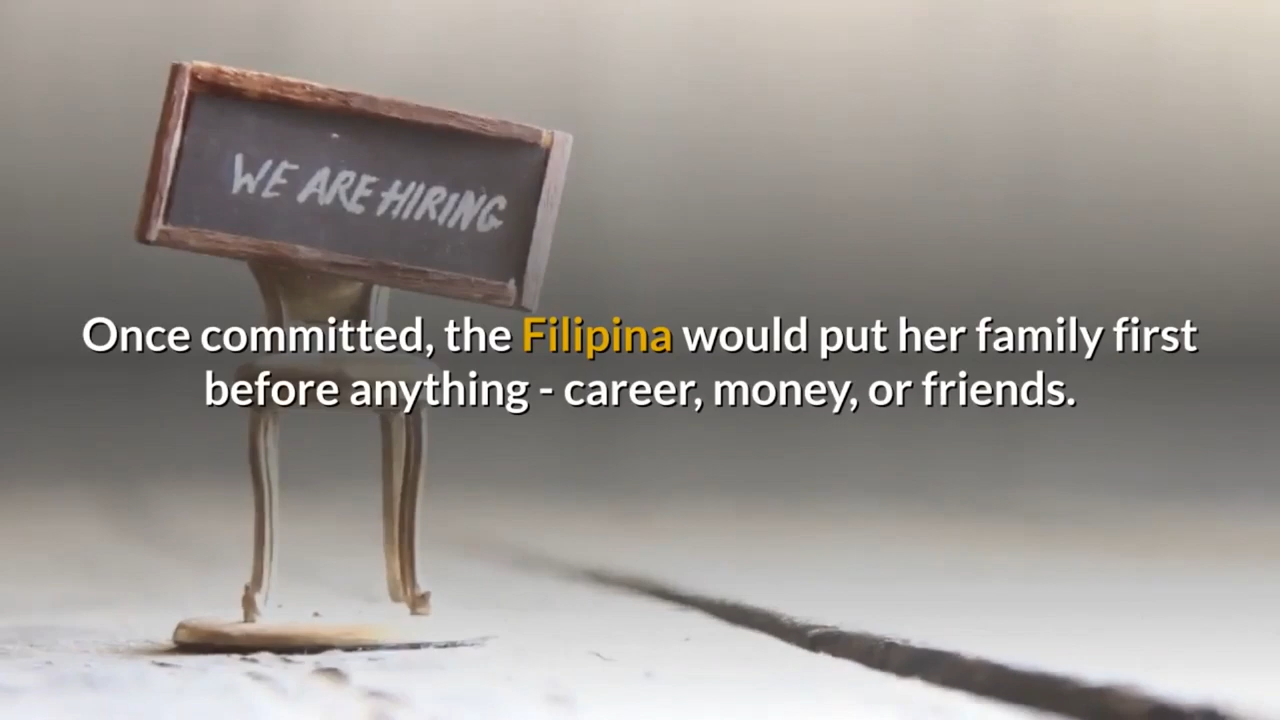 WE ARE HIRING
Once committed, the Filipina would put her family first
before anything - career, money, or friends.